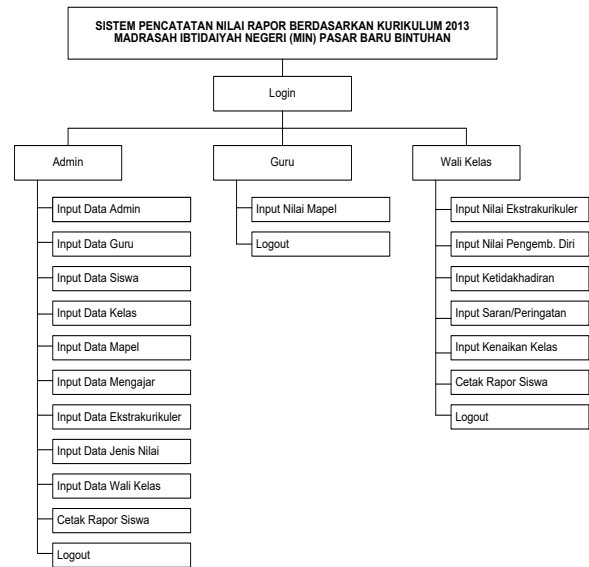 SISTEM PENCATATAN NILAI RAPOR BERDASARKAN KURIKULUM 2013
MADRASAH IBTIDAIYAH NEGERI (MIN) PASAR BARU BINTUHAN
Login
Admin
Guru
Wali Kelas
Input Data Admin
Input Data Guru
Input Data Siswa
Input Data Kelas
Input Data Mapel
Input Data Mengajar
Input Data Ekstrakurikuler
Input Data Jenis Nilai
Input Data Wali Kelas
Cetak Rapor Siswa
Logout
Input Nilai Mapel
Logout
Input Nilai Ekstrakurikuler
Input Nilai Pengemb. Diri
Input Ketidakhadiran
Input Saran/Peringatan
Input Kenaikan Kelas
Cetak Rapor Siswa
Logout